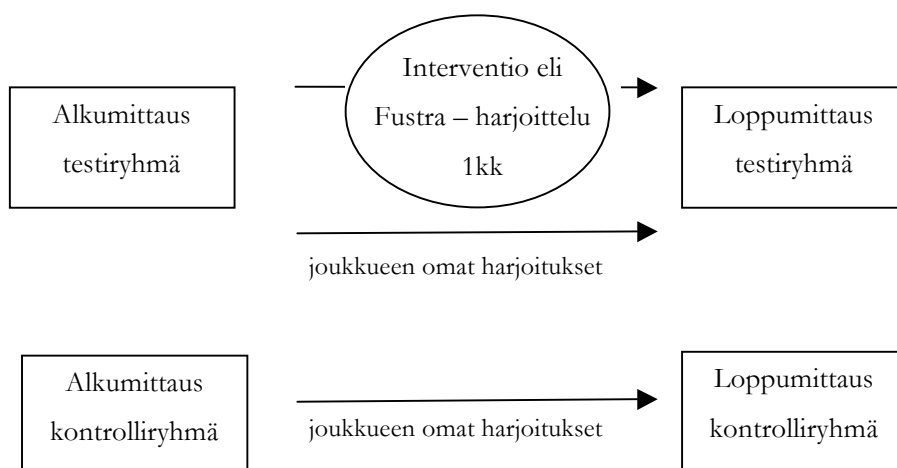 Interventio eli
Fustra – harjoittelu
1kk
Alkumittaus
testiryhmä
Loppumittaus
testiryhmä
joukkueen omat harjoitukset
Alkumittaus
kontrolliryhmä
joukkueen omat harjoitukset
Loppumittaus
kontrolliryhmä